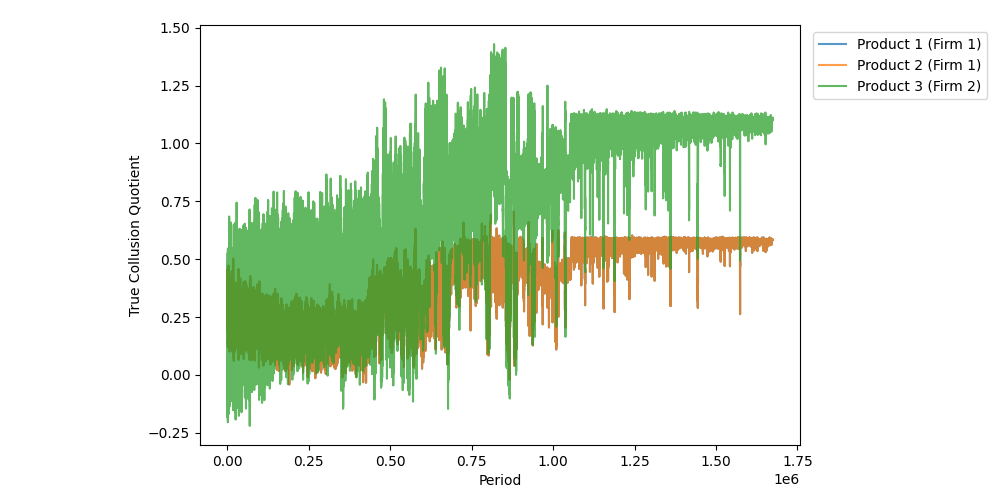 1.50
1.25
1.00
0.75
0.50
0.25
0.00
−0.25
True Collusion Quotient
0.00 0.25 0.50 0.75 1.00 1.25 1.50 1.75
1e6
Period
Product 1 (Firm 1)
Product 2 (Firm 1)
Product 3 (Firm 2)